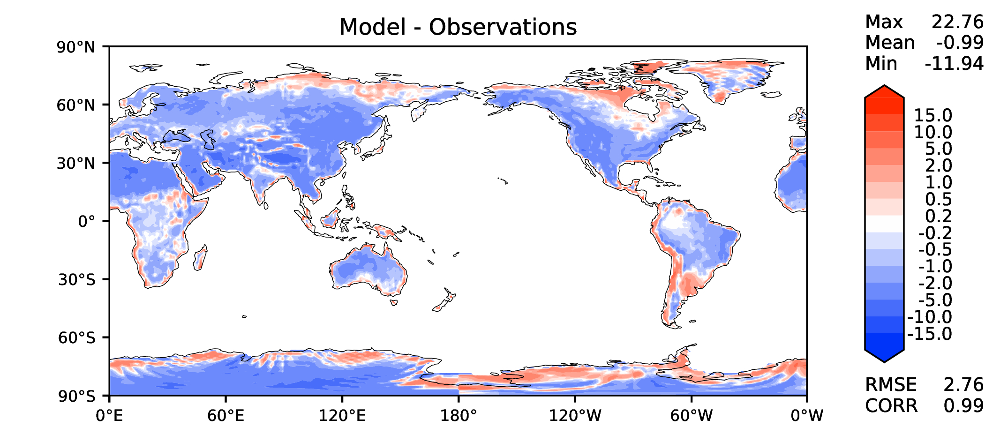 Model - Observations
Max 22.76
Mean -0.99
Min -11.94
90°N
60°N
30°N
0°
30°S
60°S
90°S
0°E 60°E 120°E 180° 120°W 60°W 0°W
15.0
10.0
5.0
2.0
1.0
0.5
0.2
-0.2
-0.5
-1.0
-2.0
-5.0
-10.0
-15.0
RMSE 2.76
CORR 0.99